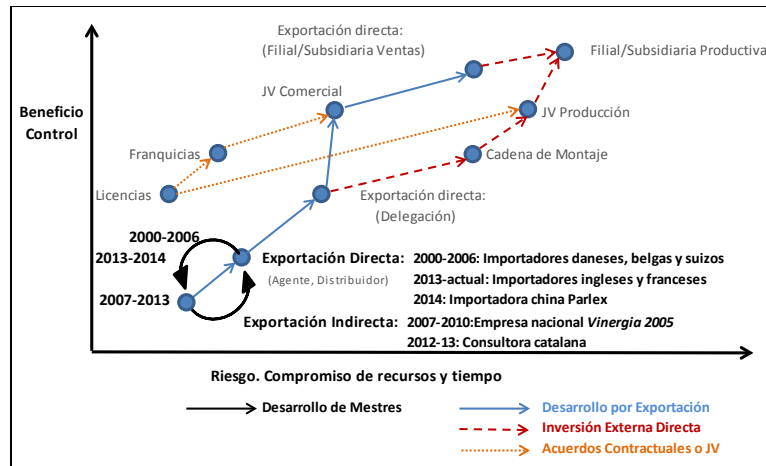 Exportación directa:
(Filial/Subsidiaria Ventas)
Filial/Subsidiaria Productiva
JV Comercial
Beneficio
Control
JV Producción
Franquicias
Cadena de Montaje
Licencias
Exportación directa:
(Delegación)
2000-2006
2013-2014
Exportación Directa:
(Agente, Distribuidor)
2000-2006: Importadores daneses, belgas y suizos
2013-actual: Importadores ingleses y franceses
2014: Importadora china Parlex
2007-2013
Exportación Indirecta:
2007-2010:Empresa nacional Vinergia 2005
2012-13: Consultora catalana
Riesgo. Compromiso de recursos y tiempo
Desarrollo de Mestres
Desarrollo por Exportación
Inversión Externa Directa
Acuerdos Contractuales o JV